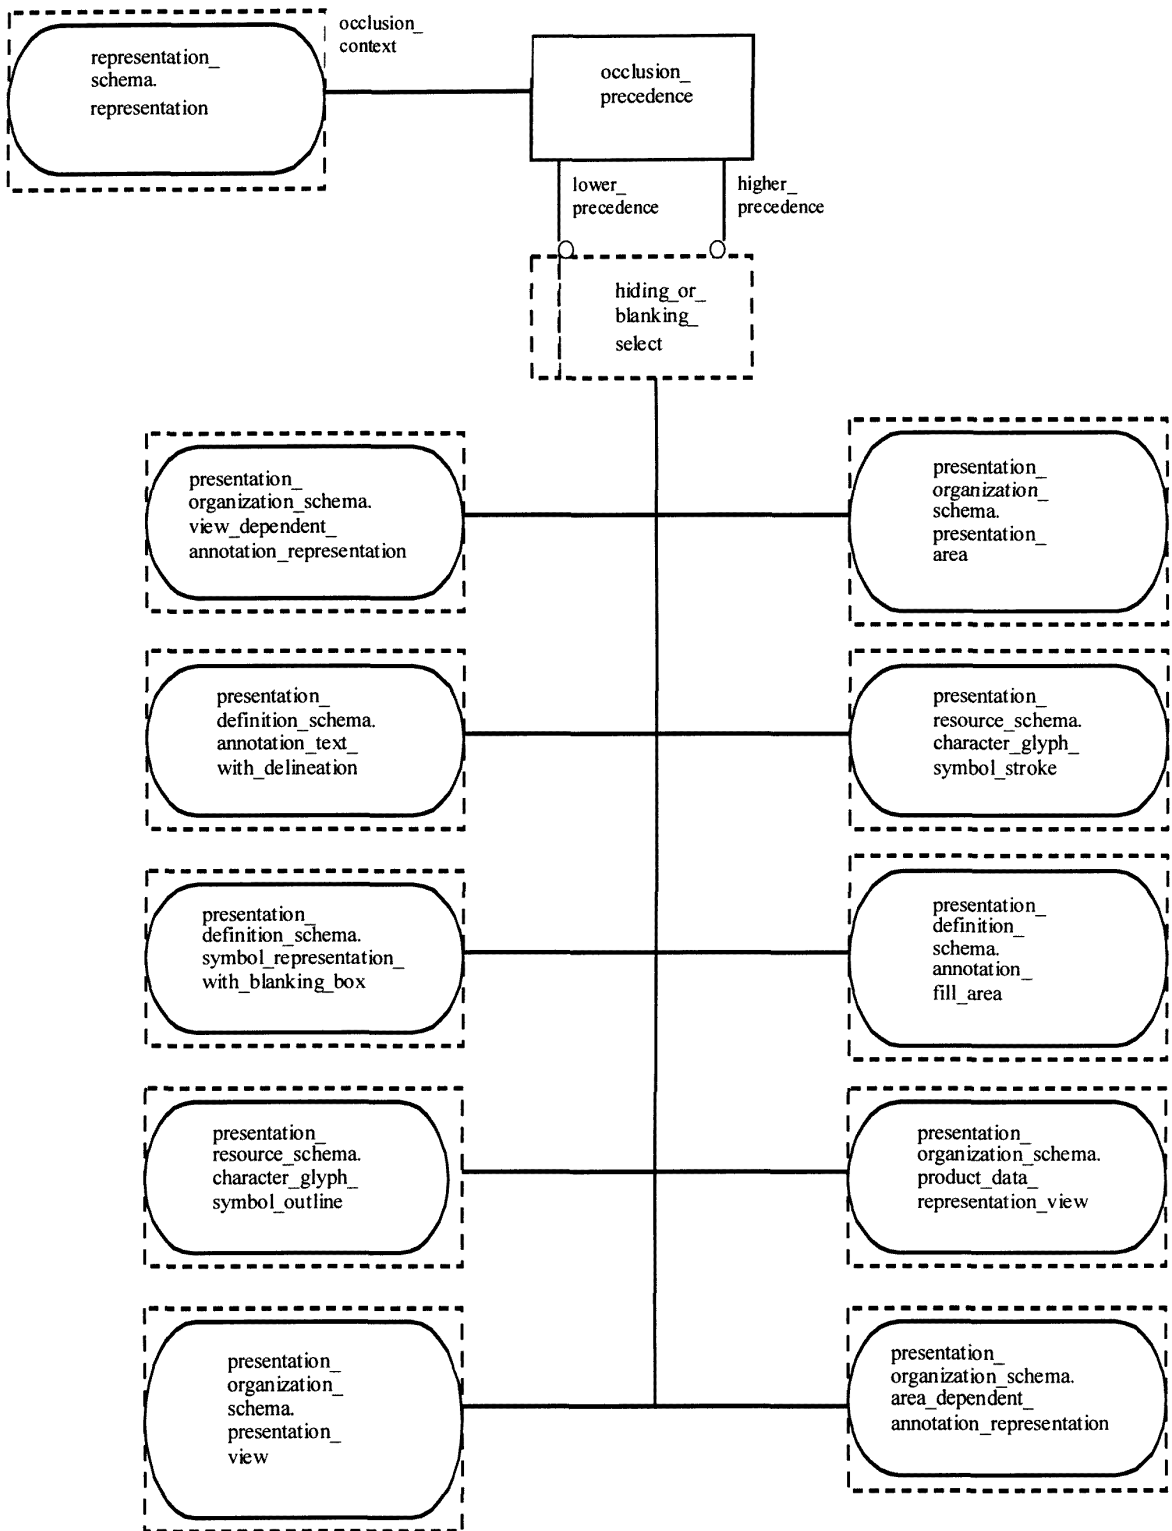 representation_
schema.
representation
occlusion_
context
occlusion_
precedence
lower_
precedence
higher_
precedence
hiding_or_
blanking_
select
presentation_
organization_schema.
view_dependent_
annotation_representation
presentation_
organization_
schema.
presentation_
area
presentation_
definition_schema.
annotation_text_
with_delineation
presentation_
resource_schema.
character_glyph_
symbol_stroke
presentation_
definition_schema.
symbol_representation_
with_blanking_box
presentation_
definition_
schema.
annotation_
fill_area
presentation_
resource_schema.
character_glyph_
symbol_outline
presentation_
organization_schema.
product_data_
representation_view
presentation_
organization_
schema.
presentation_
view
presentation_
organization_schema.
area_dependent_
annotation_representation